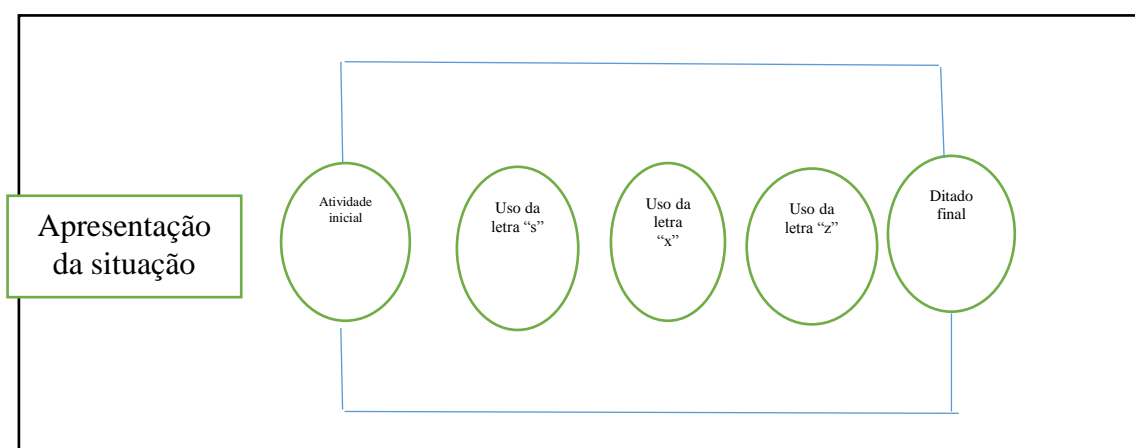 Apresentação
da situação
Atividade
inicial
Uso da
letra “s”
Uso da
letra
“x”
Uso da
letra “z”
Ditado
final